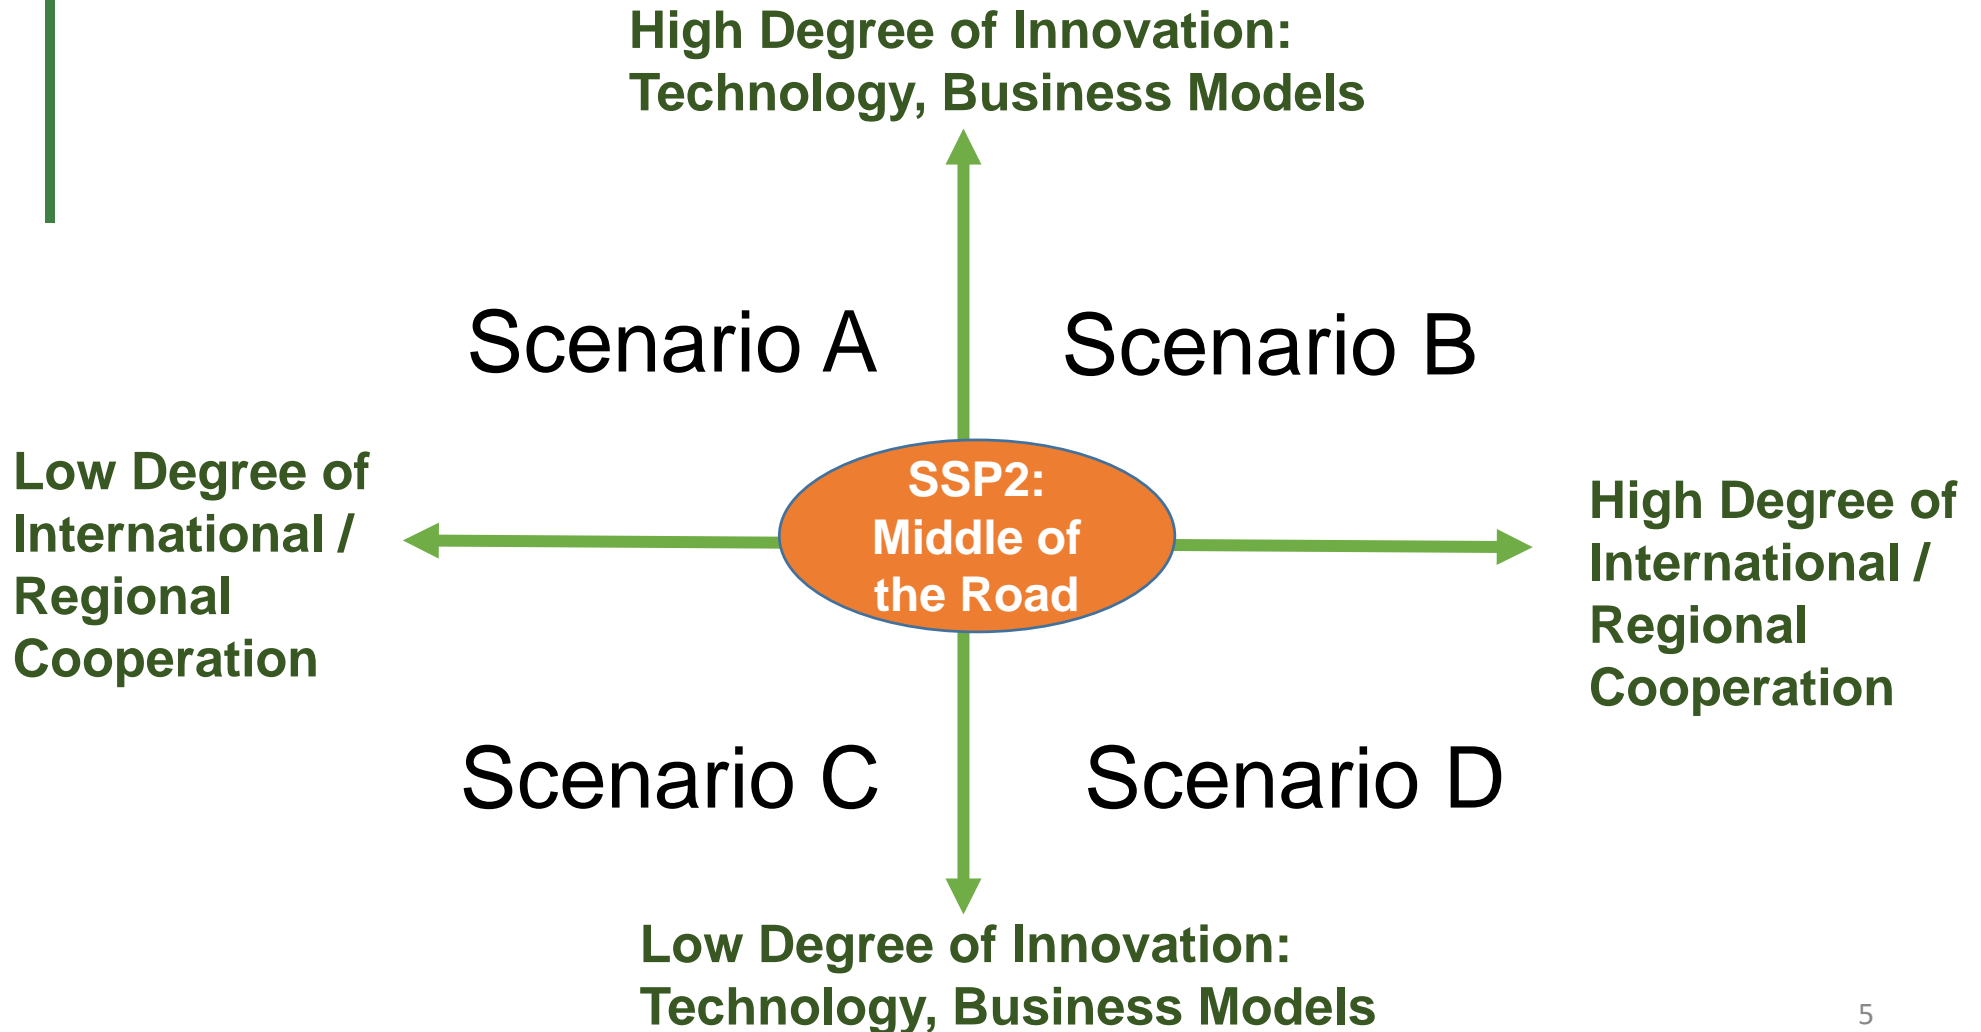 High Degree of Innovation:
Technology, Business Models
Scenario A
Scenario B
Low Degree of
International /
Regional
Cooperation
SSP2:
Middle of
the Road
High Degree of
International /
Regional
Cooperation
Scenario C
Scenario D
Low Degree of Innovation:
Technology, Business Models
5